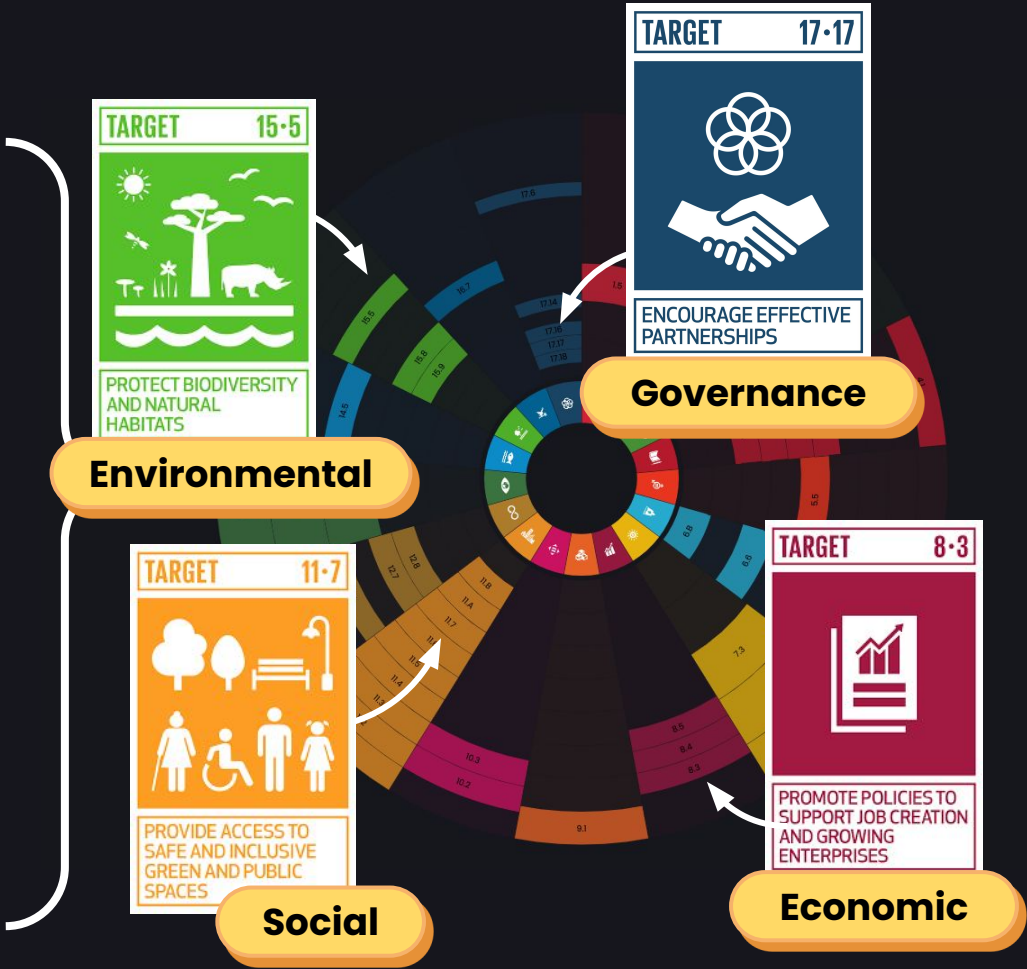 TARGET 17·17
ENCOURAGE EFFECTIVE
PARTNERSHIPS
Governance
TARGET 15·5
PROTECT BIODIVERSITY
AND NATURAL
HABITATS
Environmental
TARGET 11·7
PROVIDE ACCESS TO
SAFE AND INCLUSIVE
GREEN AND PUBLIC
SPACES
Social
TARGET 8·3
PROMOTE POLICIES TO
SUPPORT JOB CREATION
AND GROWING
ENTERPRISES
Economic
17.6
16.7
17.14
17.16
17.17
17.18
1.5
15.5
15.8
15.9
14.5
5.5
6.B
6.6
7.3
12.8
12.7
11.B
11.A
11.7
11.5
11.4
10.3
10.2
9.1
8.5
8.3